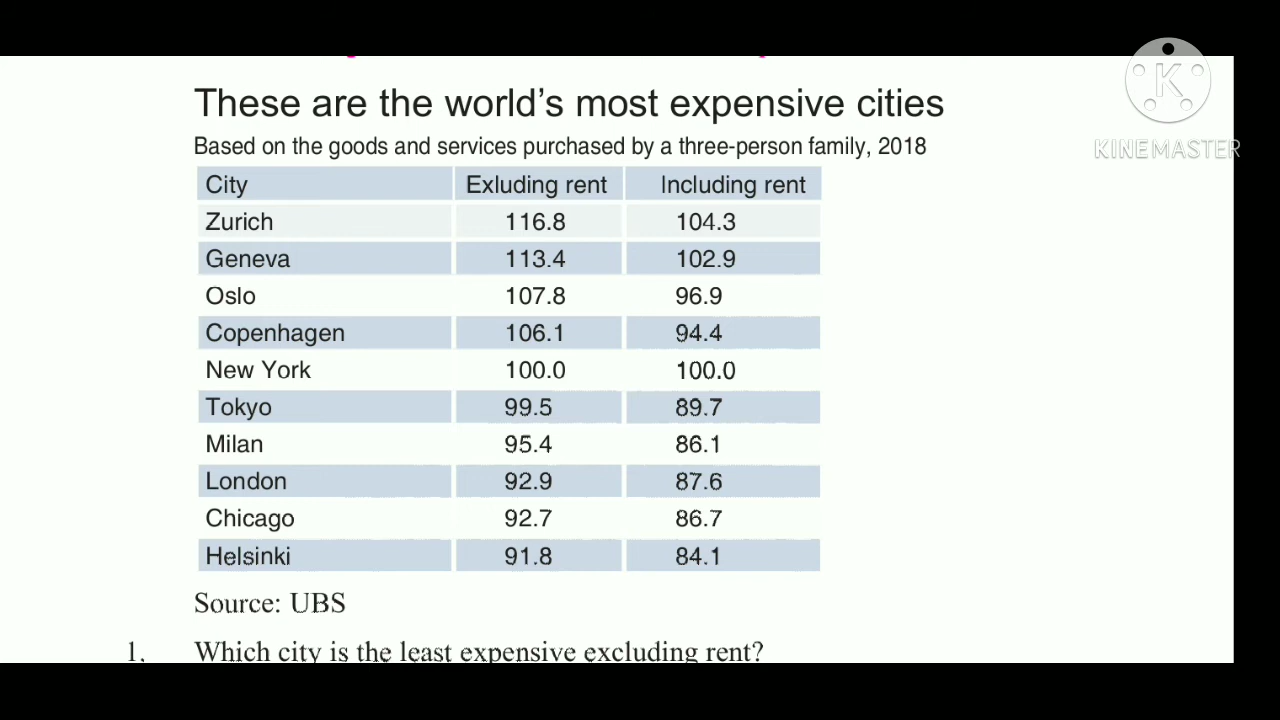 K
KINEMASTER
These are the world's most expensive cities
Based on the goods and services purchased by a three-person family, 2018
City Exluding rent Including rent
Zurich 116.8 104.3
Geneva 113.4 102.9
Oslo 107.8 96.9
Copenhagen 106.1 94.4
New York 100.0 100.0
Tokyo 99.5 89.7
Milan 95.4 86.1
London 92.9 87.6
Chicago 92.7 86.7
Helsinki 91.8 84.1
Source: UBS
1. Which city is the least expensive excluding rent?